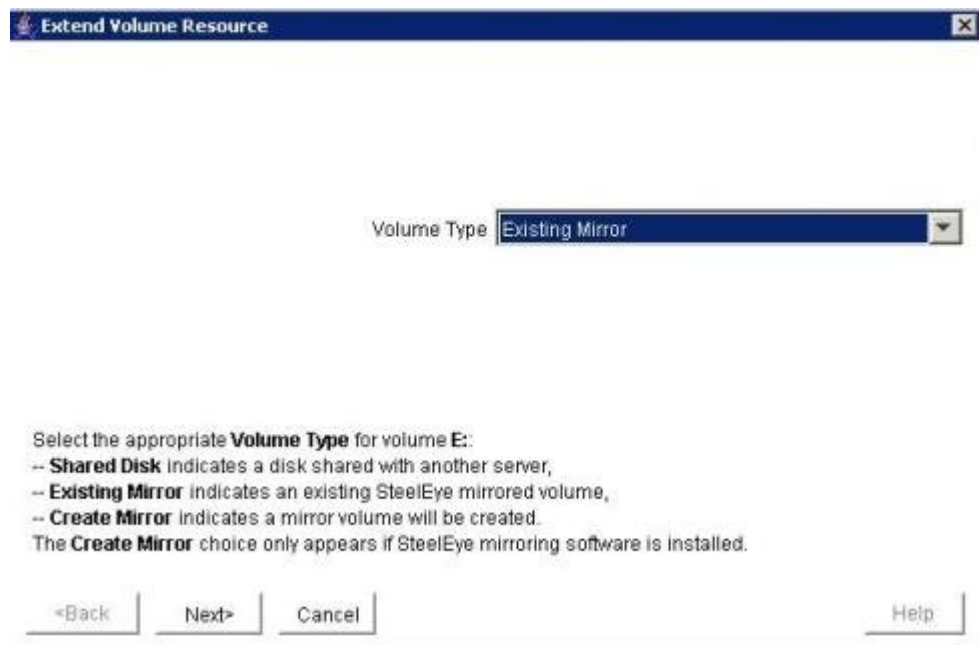 Extend Volume Resource
Volume Type Existing Mirror
Select the appropriate Volume Type for volume E:.
-- Shared Disk indicates a disk shared with another server,
-- Existing Mirror indicates an existing SteelEye mirrored volume,
-- Create Mirror indicates a mirror volume will be created.
The Create Mirror choice only appears if SteelEye mirroring software is installed.
<Back Next> Cancel Help